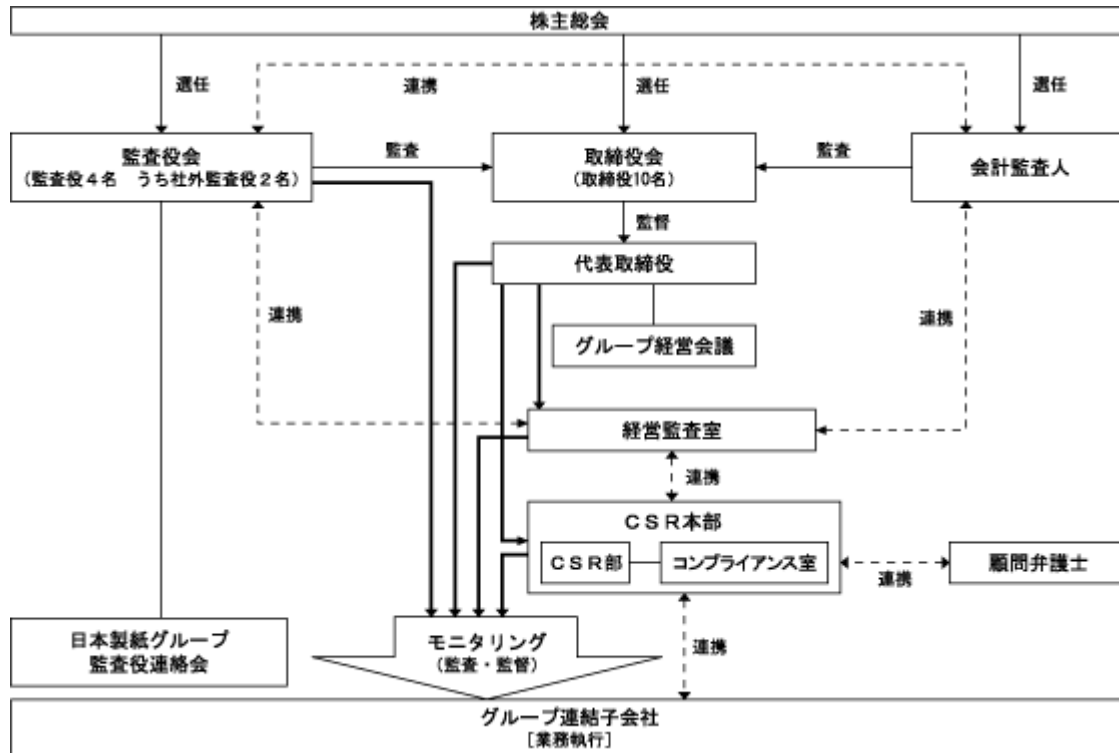 株主総会
選任
連携
選任
選任
監査役会
(監査役4名 うち社外監査役2名)
監査
取締役会
(取締役10名)
監査
会計監査人
監督
代表取締役
連携
連携
グループ経営会議
経営監査室
連携
CSR本部
CSR部
コンプライアンス室
連携
顧問弁護士
日本製紙グループ
監査役連絡会
モニタリング
(監査・監督)
連携
グループ連結子会社
[業務執行]